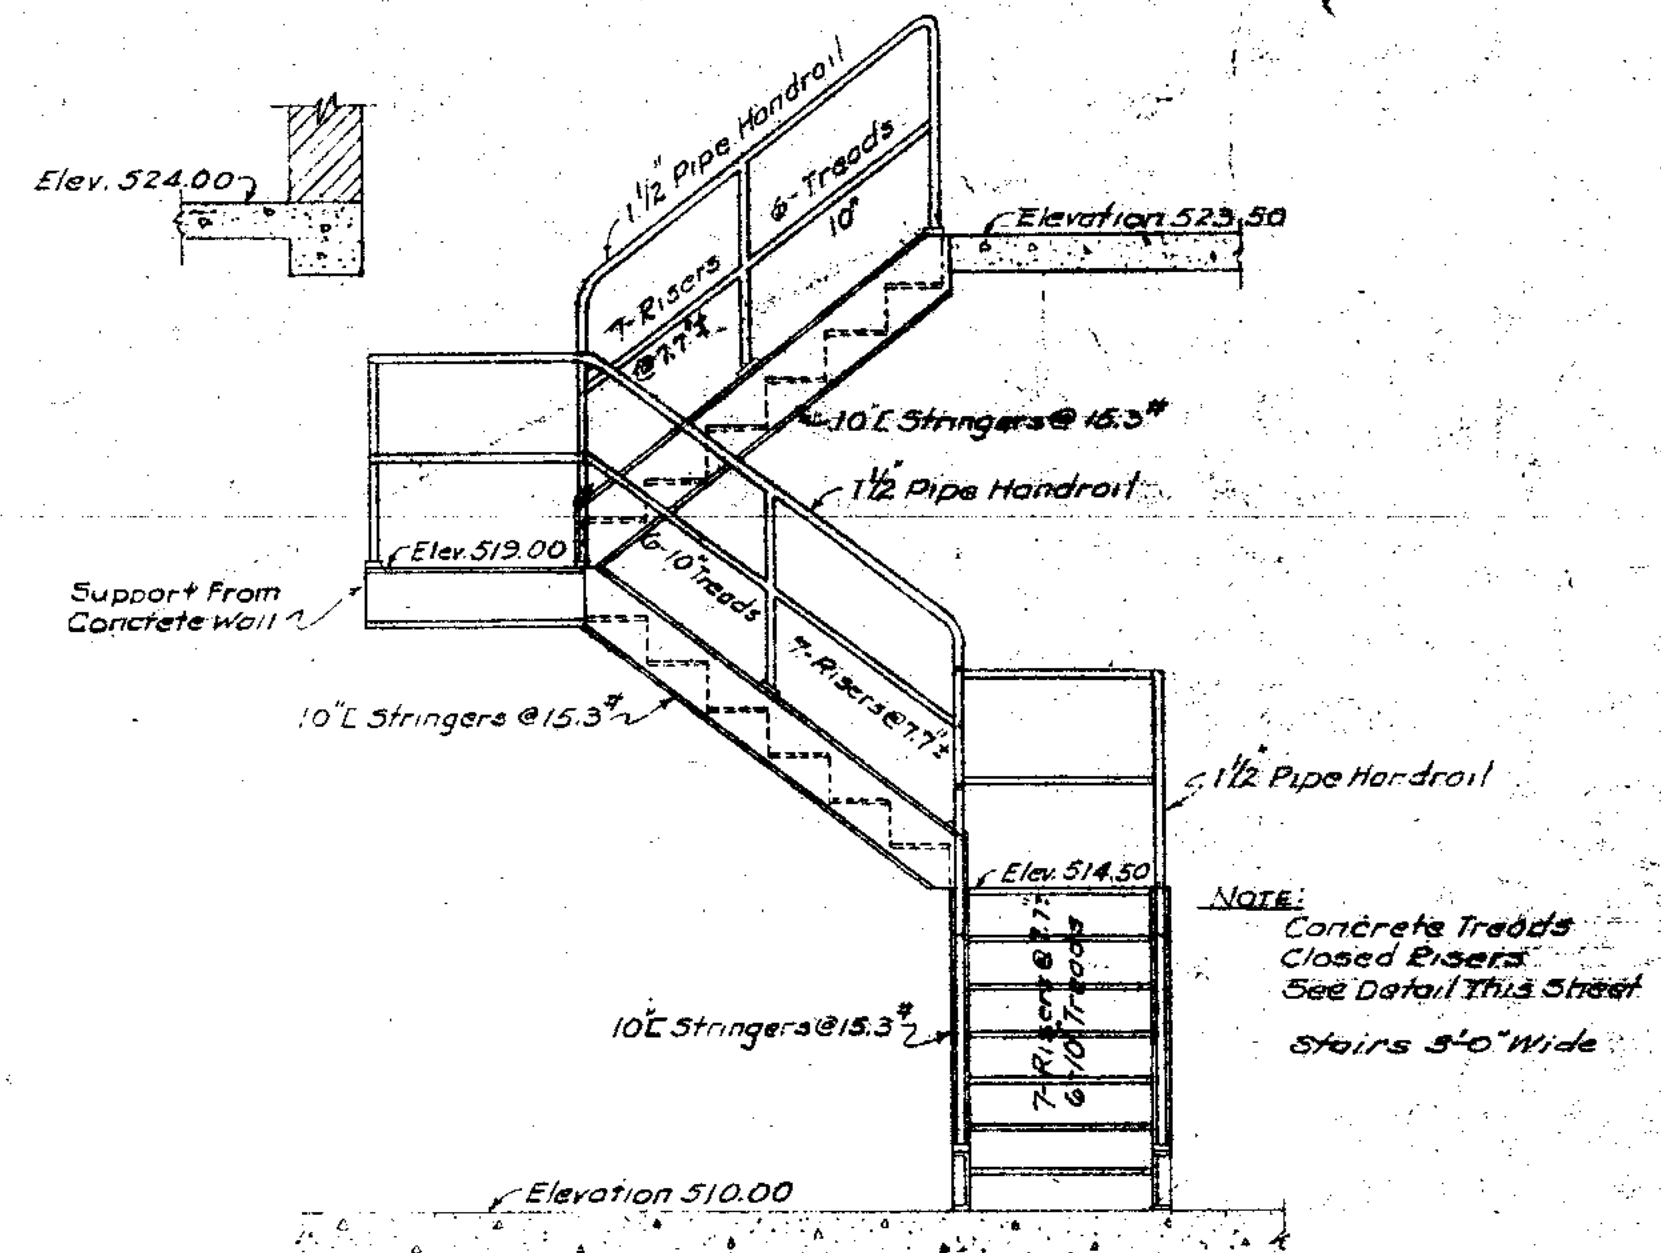 1 1/2" Pipe Handrail
6-Treads
10"
Elev. 524.00
Elevation 523.50
7-Risers
@7.7"±
10"[ Stringers @ 15.3#
1 1/2" Pipe Handrail
Elev. 519.00
6-10" Treads
Support From
Concrete Wall
7-Risers@7.7"±
10"[ Stringers @ 15.3#
1 1/2" Pipe Handrail
Elev. 514.50
7-Risers @ 7.7"±
6-10" Treads
NOTE:
Concrete Treads
Closed Risers
See Detail This Sheet
Stairs 3'-0" Wide
10"[ Stringers @ 15.3#
Elevation 510.00